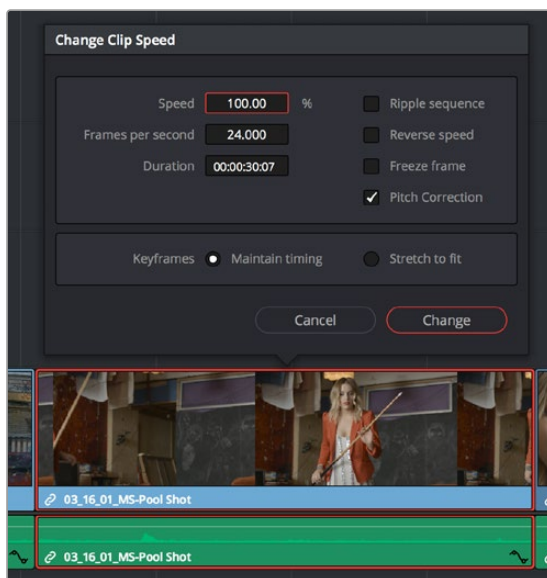 Change Clip Speed
Speed 100.00 % Ripple sequence
Frames per second 24.000 Reverse speed
Duration 00:00:30:07 Freeze frame
Pitch Correction
Keyframes Maintain timing Stretch to fit
Cancel Change
03_16_01_MS-Pool Shot
03_16_01_MS-Pool Shot